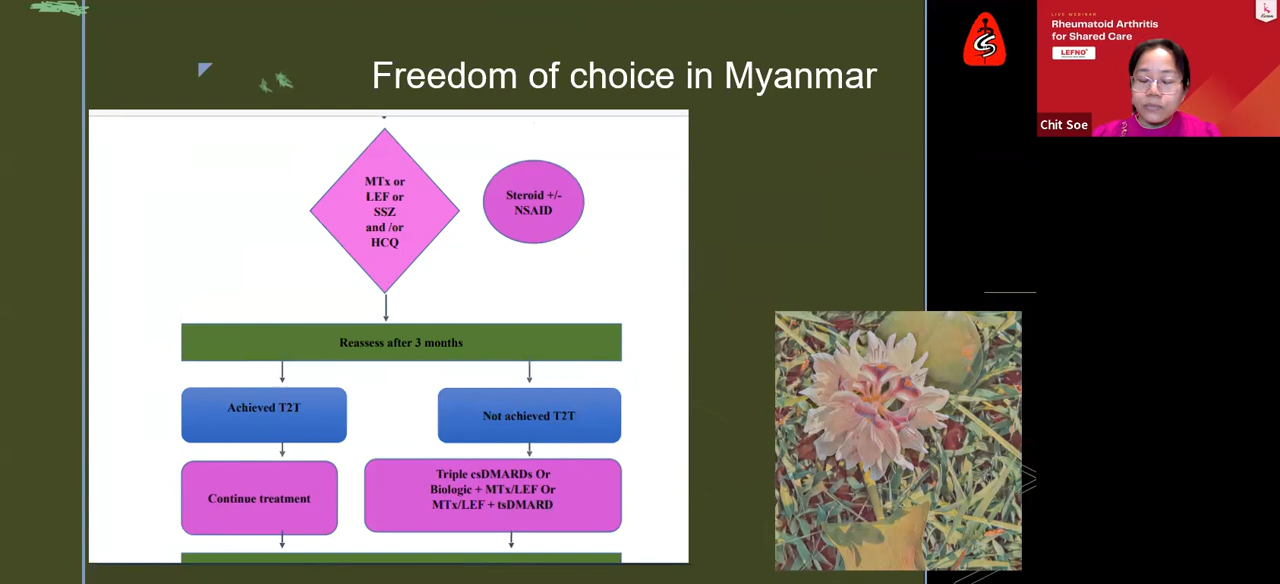 Freedom of choice in Myanmar
MTx or
LEF or
SSZ
and /or
HCQ
Steroid +/-
NSAID
Reassess after 3 months
Achieved T2T
Not achieved T2T
Continue treatment
Triple csDMARDs Or
Biologic + MTx/LEF Or
MTx/LEF + tsDMARD
LIVE WEBINAR
Rheumatoid Arthritis
for Shared Care
LEFNO
Chit Soe